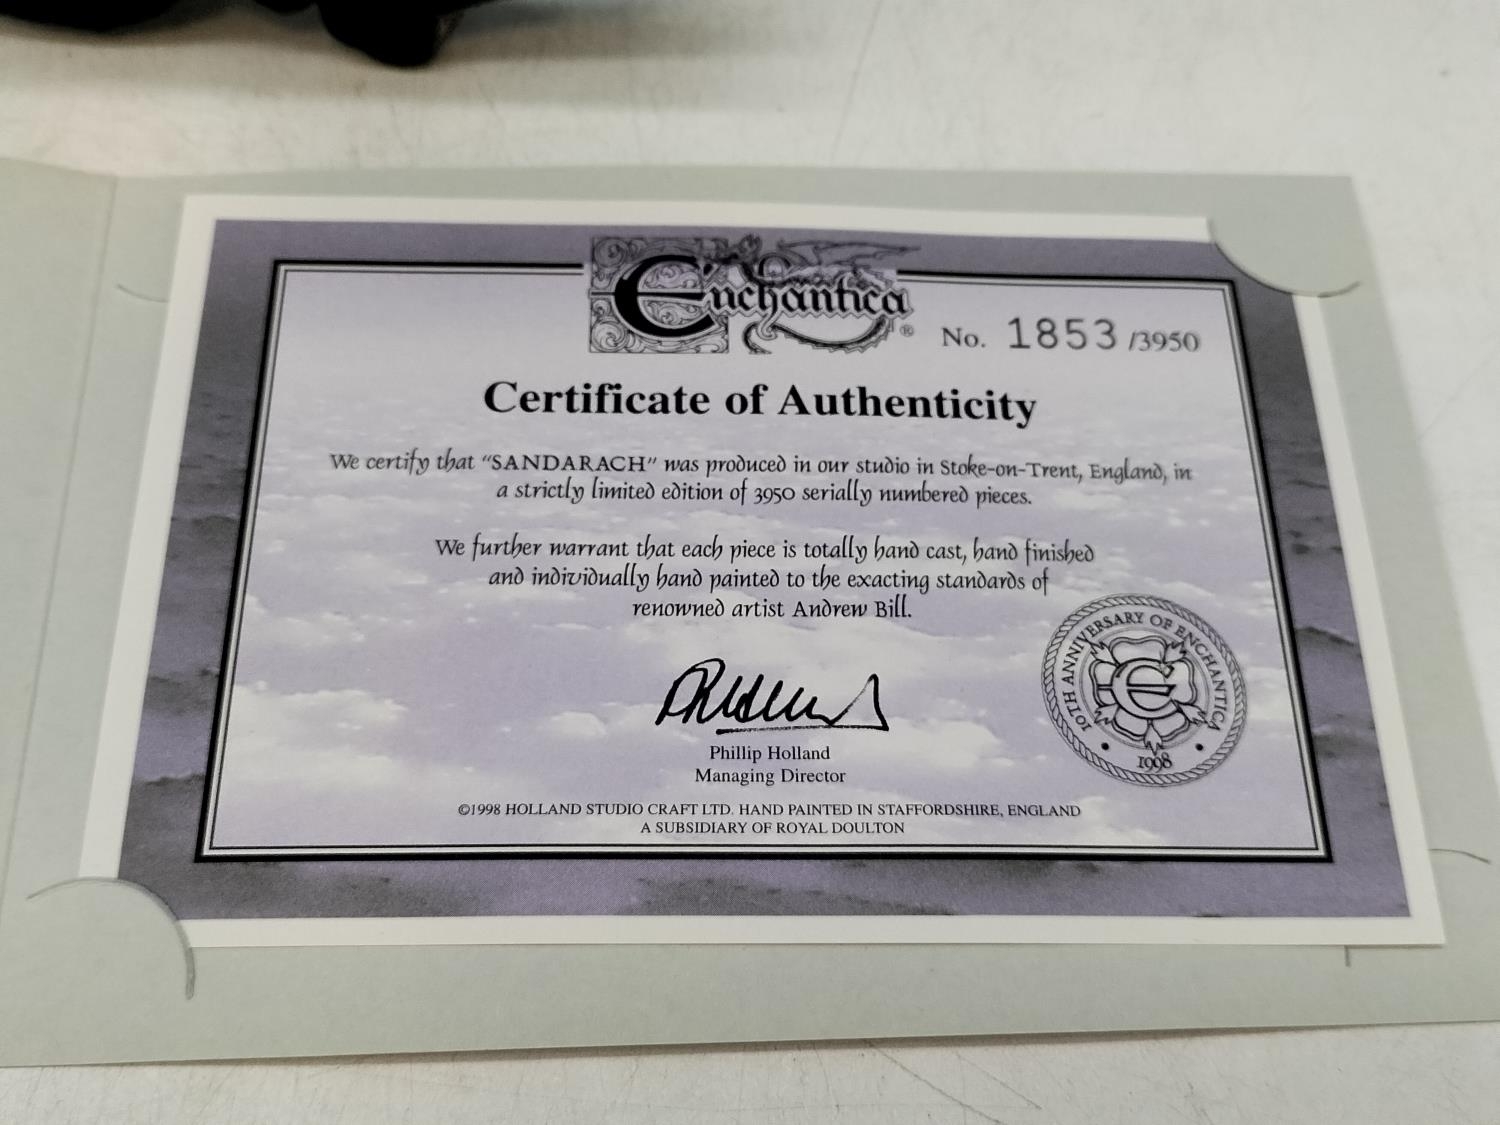 Enchantica ®
No. 1853 /3950
Certificate of Authenticity
We certify that “SANDARACH” was produced in our studio in Stoke-on-Trent, England, in
a strictly limited edition of 3950 serially numbered pieces.
We further warrant that each piece is totally hand cast, hand finished
and individually hand painted to the exacting standards of
renowned artist Andrew Bill.
10TH ANNIVERSARY OF ENCHANTICA
e
1998
Phillip Holland
Managing Director
©1998 HOLLAND STUDIO CRAFT LTD. HAND PAINTED IN STAFFORDSHIRE, ENGLAND
A SUBSIDIARY OF ROYAL DOULTON